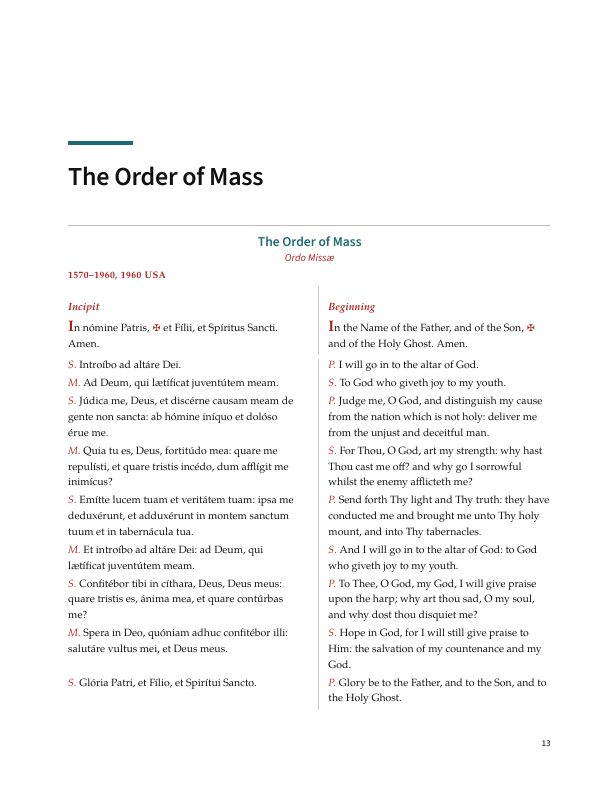 The Order of Mass
The Order of Mass
Ordo Missæ
1570–1960, 1960 USA
Incipit
In nómine Patris, ✠ et Fílii, et Spíritus Sancti.
Amen.
S. Introíbo ad altáre Dei.
M. Ad Deum, qui lætíficat juventútem meam.
S. Júdica me, Deus, et discérne causam meam de
gente non sancta: ab hómine iníquo et dolóso
érue me.
M. Quia tu es, Deus, fortitúdo mea: quare me
repulísti, et quare tristis incédo, dum afflígit me
inimícus?
S. Emítte lucem tuam et veritátem tuam: ipsa me
deduxérunt, et adduxérunt in montem sanctum
tuum et in tabernácula tua.
M. Et introíbo ad altáre Dei: ad Deum, qui
lætíficat juventútem meam.
S. Confitébor tibi in cíthara, Deus, Deus meus:
quare tristis es, ánima mea, et quare contúrbas
me?
M. Spera in Deo, quóniam adhuc confitébor illi:
salutáre vultus mei, et Deus meus.
S. Glória Patri, et Fílio, et Spirítui Sancto.
Beginning
In the Name of the Father, and of the Son, ✠
and of the Holy Ghost. Amen.
P. I will go in to the altar of God.
S. To God who giveth joy to my youth.
P. Judge me, O God, and distinguish my cause
from the nation which is not holy: deliver me
from the unjust and deceitful man.
S. For Thou, O God, art my strength: why hast
Thou cast me off? and why go I sorrowful
whilst the enemy afflicteth me?
P. Send forth Thy light and Thy truth: they have
conducted me and brought me unto Thy holy
mount, and into Thy tabernacles.
S. And I will go in to the altar of God: to God
who giveth joy to my youth.
P. To Thee, O God, my God, I will give praise
upon the harp; why art thou sad, O my soul,
and why dost thou disquiet me?
S. Hope in God, for I will still give praise to
Him: the salvation of my countenance and my
God.
P. Glory be to the Father, and to the Son, and to
the Holy Ghost.
13